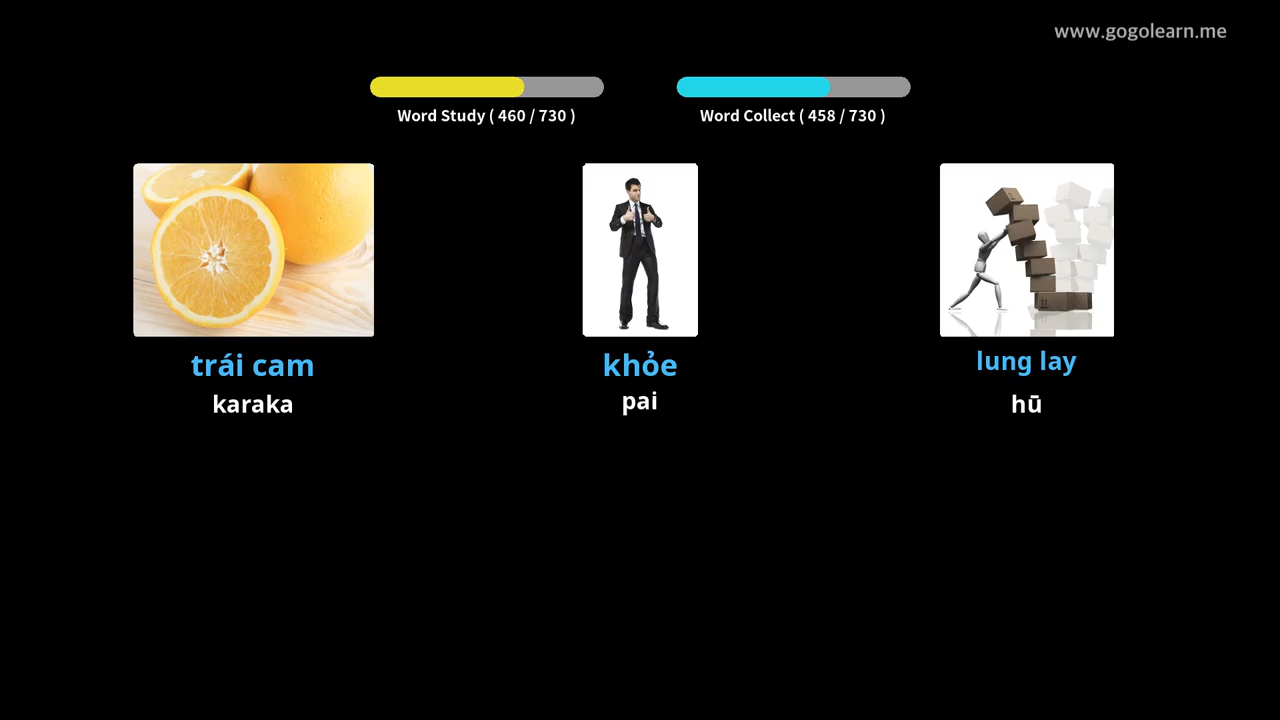 www.gogolearn.me
Word Study ( 460 / 730 )
Word Collect ( 458 / 730 )
trái cam
karaka
khỏe
pai
lung lay
hū